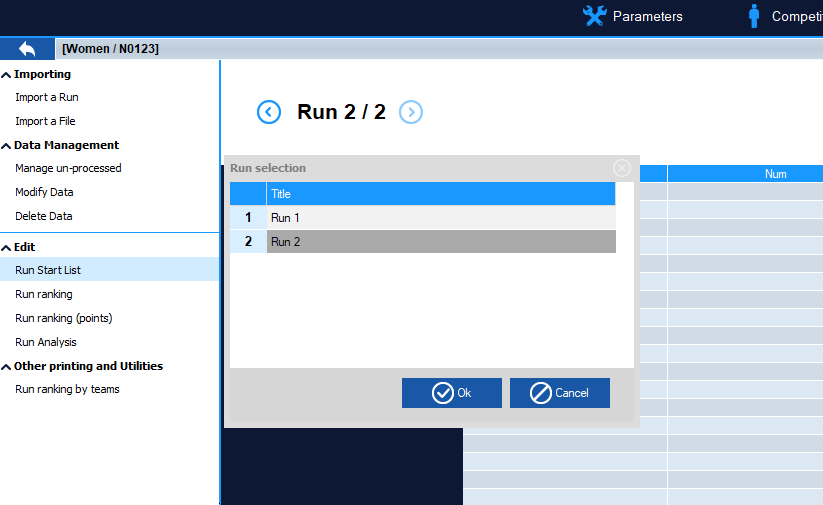 Parameters
Competi
[Women / N0123]
Importing
Import a Run
Import a File
Data Management
Manage un-processed
Modify Data
Delete Data
Edit
Run Start List
Run ranking
Run ranking (points)
Run Analysis
Other printing and Utilities
Run ranking by teams
Run 2 / 2
Num
Run selection
Title
1 Run 1
2 Run 2
Ok
Cancel